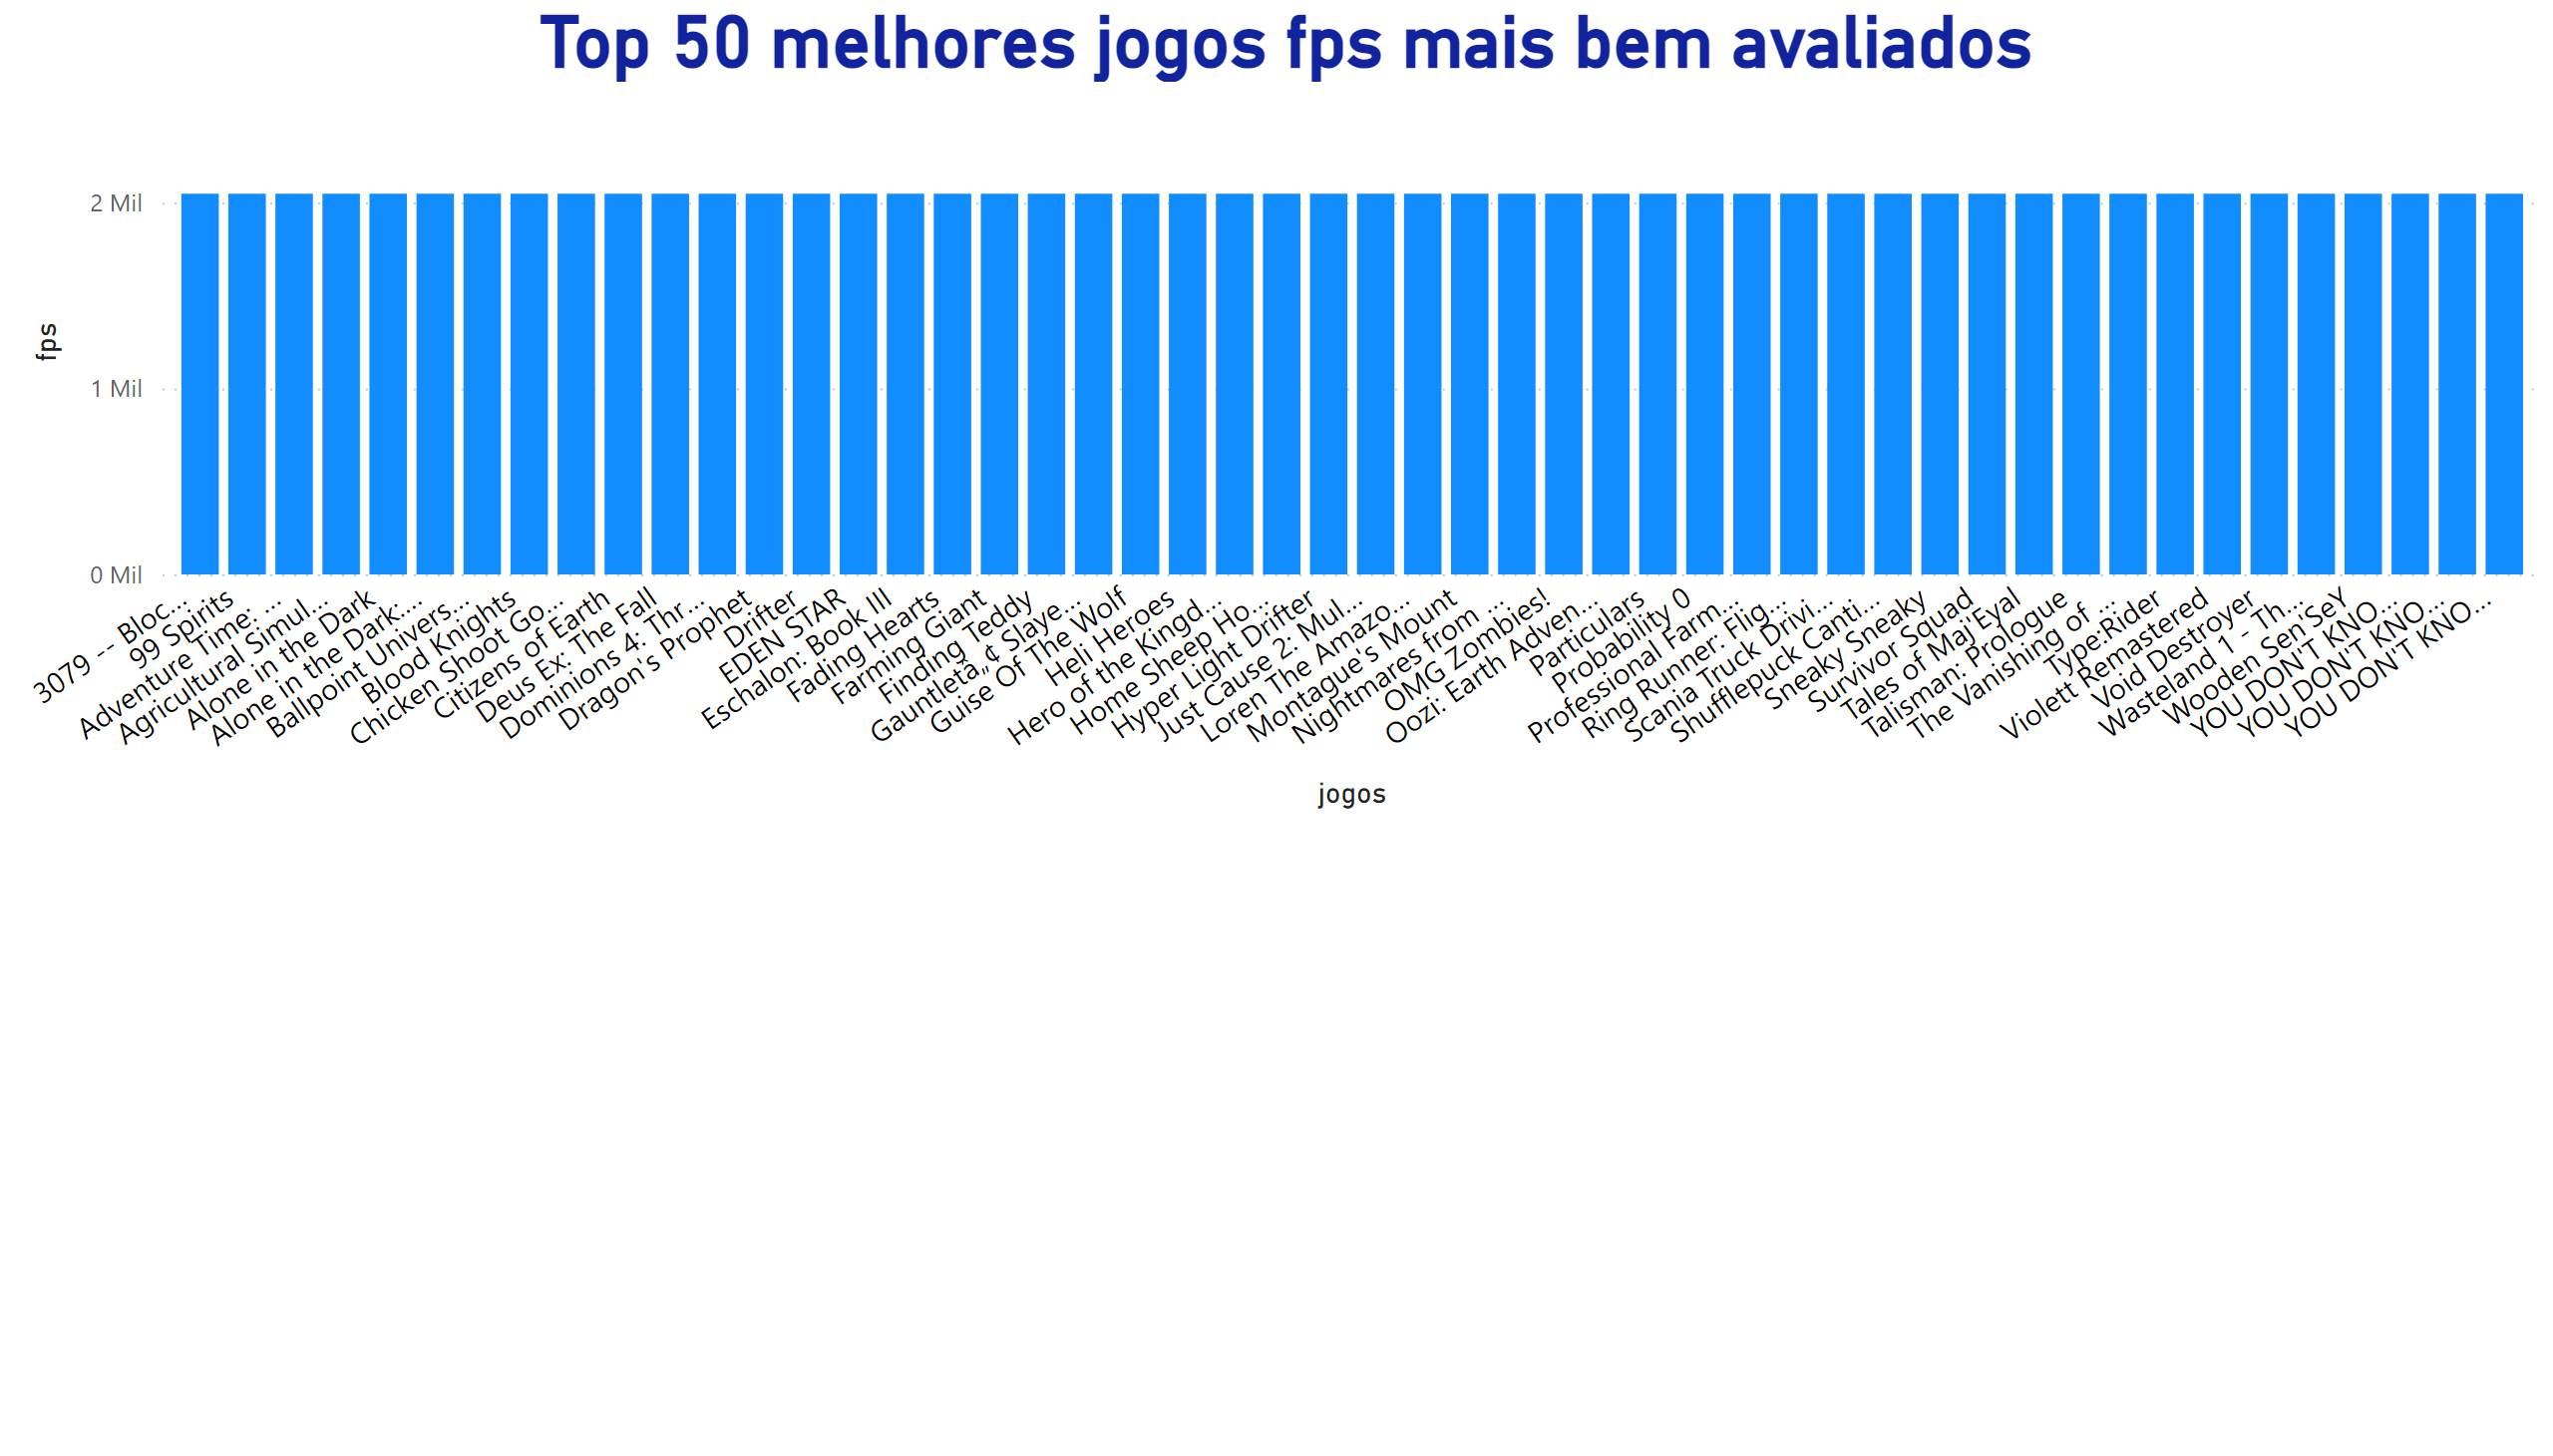 Top 50 melhores jogos fps mais bem avaliados
2 Mil
1 Mil
0 Mil
fps
3079 -- Bloc...
99 Spirits
Adventure Time: ...
Agricultural Simul...
Alone in the Dark
Alone in the Dark:...
Ballpoint Univers...
Blood Knights
Chicken Shoot Go...
Citizens of Earth
Deus Ex: The Fall
Dominions 4: Thr...
Dragon's Prophet
Drifter
EDEN STAR
Eschalon: Book III
Fading Hearts
Farming Giant
Finding Teddy
Gauntletâ„¢ Slaye...
Guise Of The Wolf
Heli Heroes
Hero of the Kingd...
Home Sheep Ho...
Hyper Light Drifter
Just Cause 2: Mul...
Loren The Amazo...
Montague's Mount
Nightmares from ...
OMG Zombies!
Oozi: Earth Adven...
Particulars
Probability 0
Professional Farm...
Ring Runner: Flig...
Scania Truck Drivi...
Shufflepuck Canti...
Sneaky Sneaky
Survivor Squad
Tales of Maj'Eyal
Talisman: Prologue
The Vanishing of ...
Type:Rider
Violett Remastered
Void Destroyer
Wasteland 1 - Th...
Wooden Sen'SeY
YOU DON'T KNO...
YOU DON'T KNO...
YOU DON'T KNO...
jogos